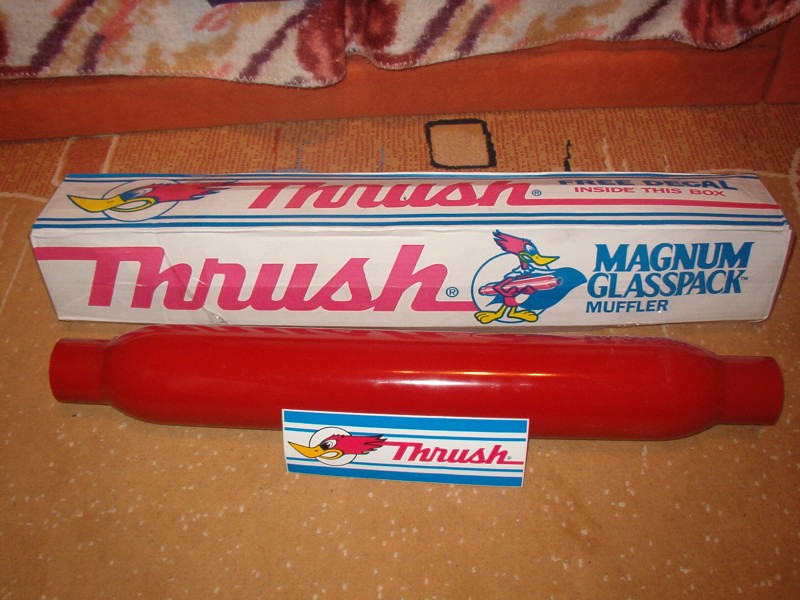 Thrush®
FREE DECAL
INSIDE THIS BOX
Thrush®
MAGNUM
GLASSPACK™
MUFFLER
Thrush®